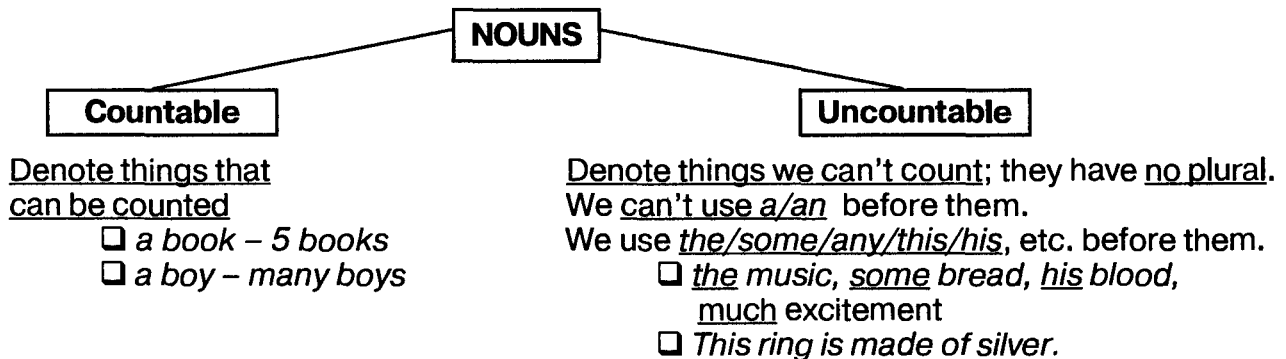 NOUNS
Countable
Denote things that
can be counted
❑ a book – 5 books
❑ a boy – many boys
Uncountable
Denote things we can't count; they have no plural.
We can't use a/an before them.
We use the/some/any/this/his, etc. before them.
❑ the music, some bread, his blood,
much excitement
❑ This ring is made of silver.